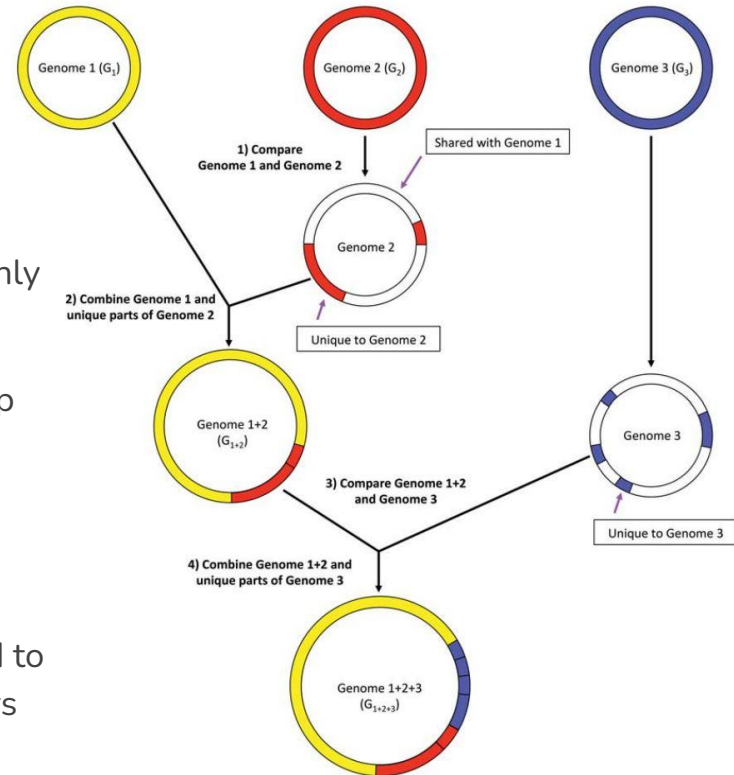 Genome 1 (G1)
Genome 2 (G2)
Genome 3 (G3)
1) Compare
Genome 1 and Genome 2
Shared with Genome 1
Genome 2
2) Combine Genome 1 and
unique parts of Genome 2
Unique to Genome 2
Genome 1+2
(G1+2)
Genome 3
3) Compare Genome 1+2
and Genome 3
Unique to Genome 3
4) Combine Genome 1+2 and
unique parts of Genome 3
Genome 1+2+3
(G1+2+3)
to